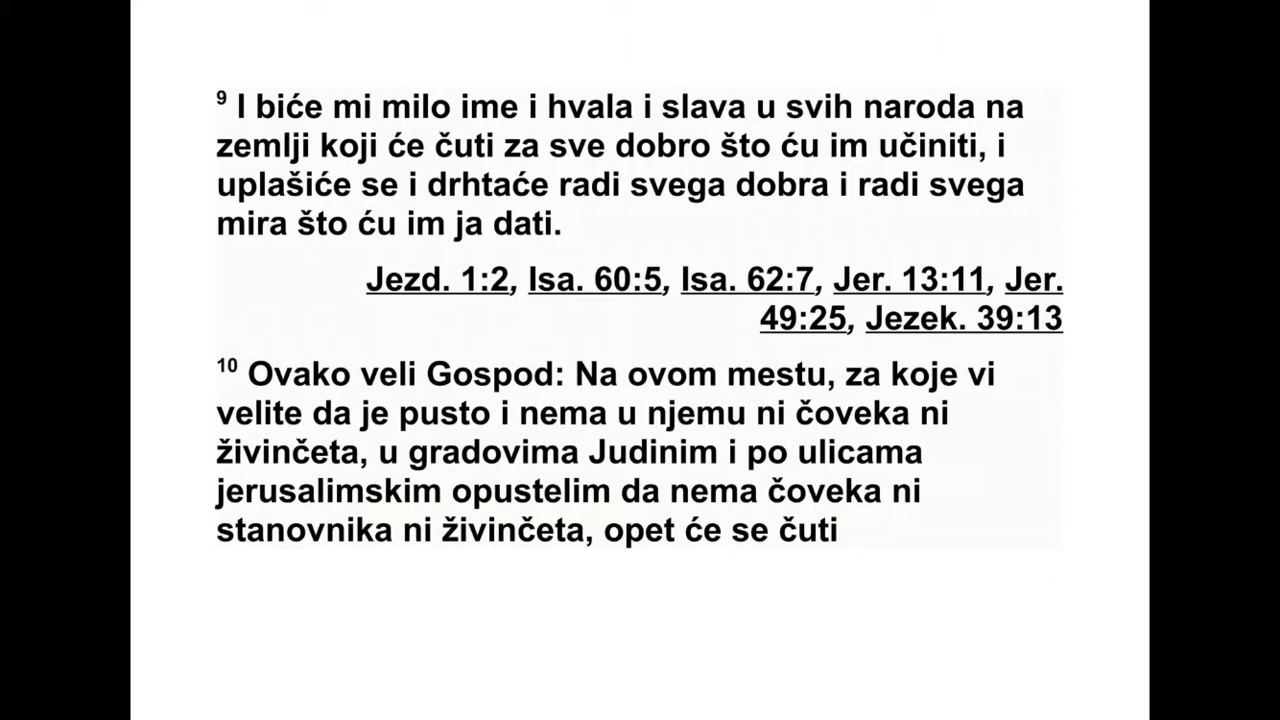 9 I biće mi milo ime i hvala i slava u svih naroda na
zemlji koji će čuti za sve dobro što ću im učiniti, i
uplašiće se i drhtaće radi svega dobra i radi svega
mira što ću im ja dati.
Jezd. 1:2, Isa. 60:5, Isa. 62:7, Jer. 13:11, Jer.
49:25, Jezek. 39:13
10 Ovako veli Gospod: Na ovom mestu, za koje vi
velite da je pusto i nema u njemu ni čoveka ni
živinčeta, u gradovima Judinim i po ulicama
jerusalimskim opustelim da nema čoveka ni
stanovnika ni živinčeta, opet će se čuti